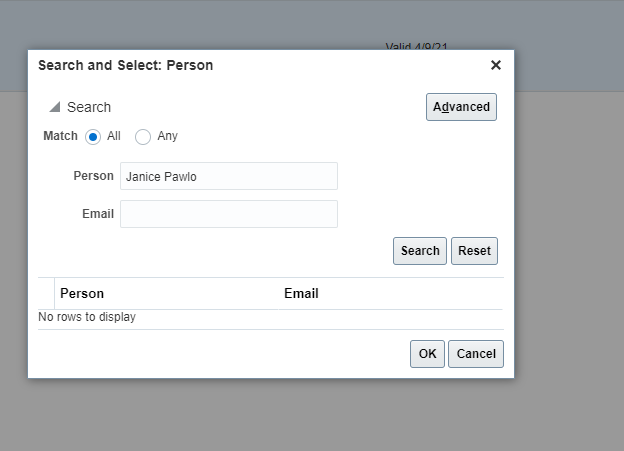 Valid 4/9/21
Search and Select: Person
Search
Advanced
Match All Any
Person Janice Pawlo
Email
Search Reset
Person Email
No rows to display
OK Cancel